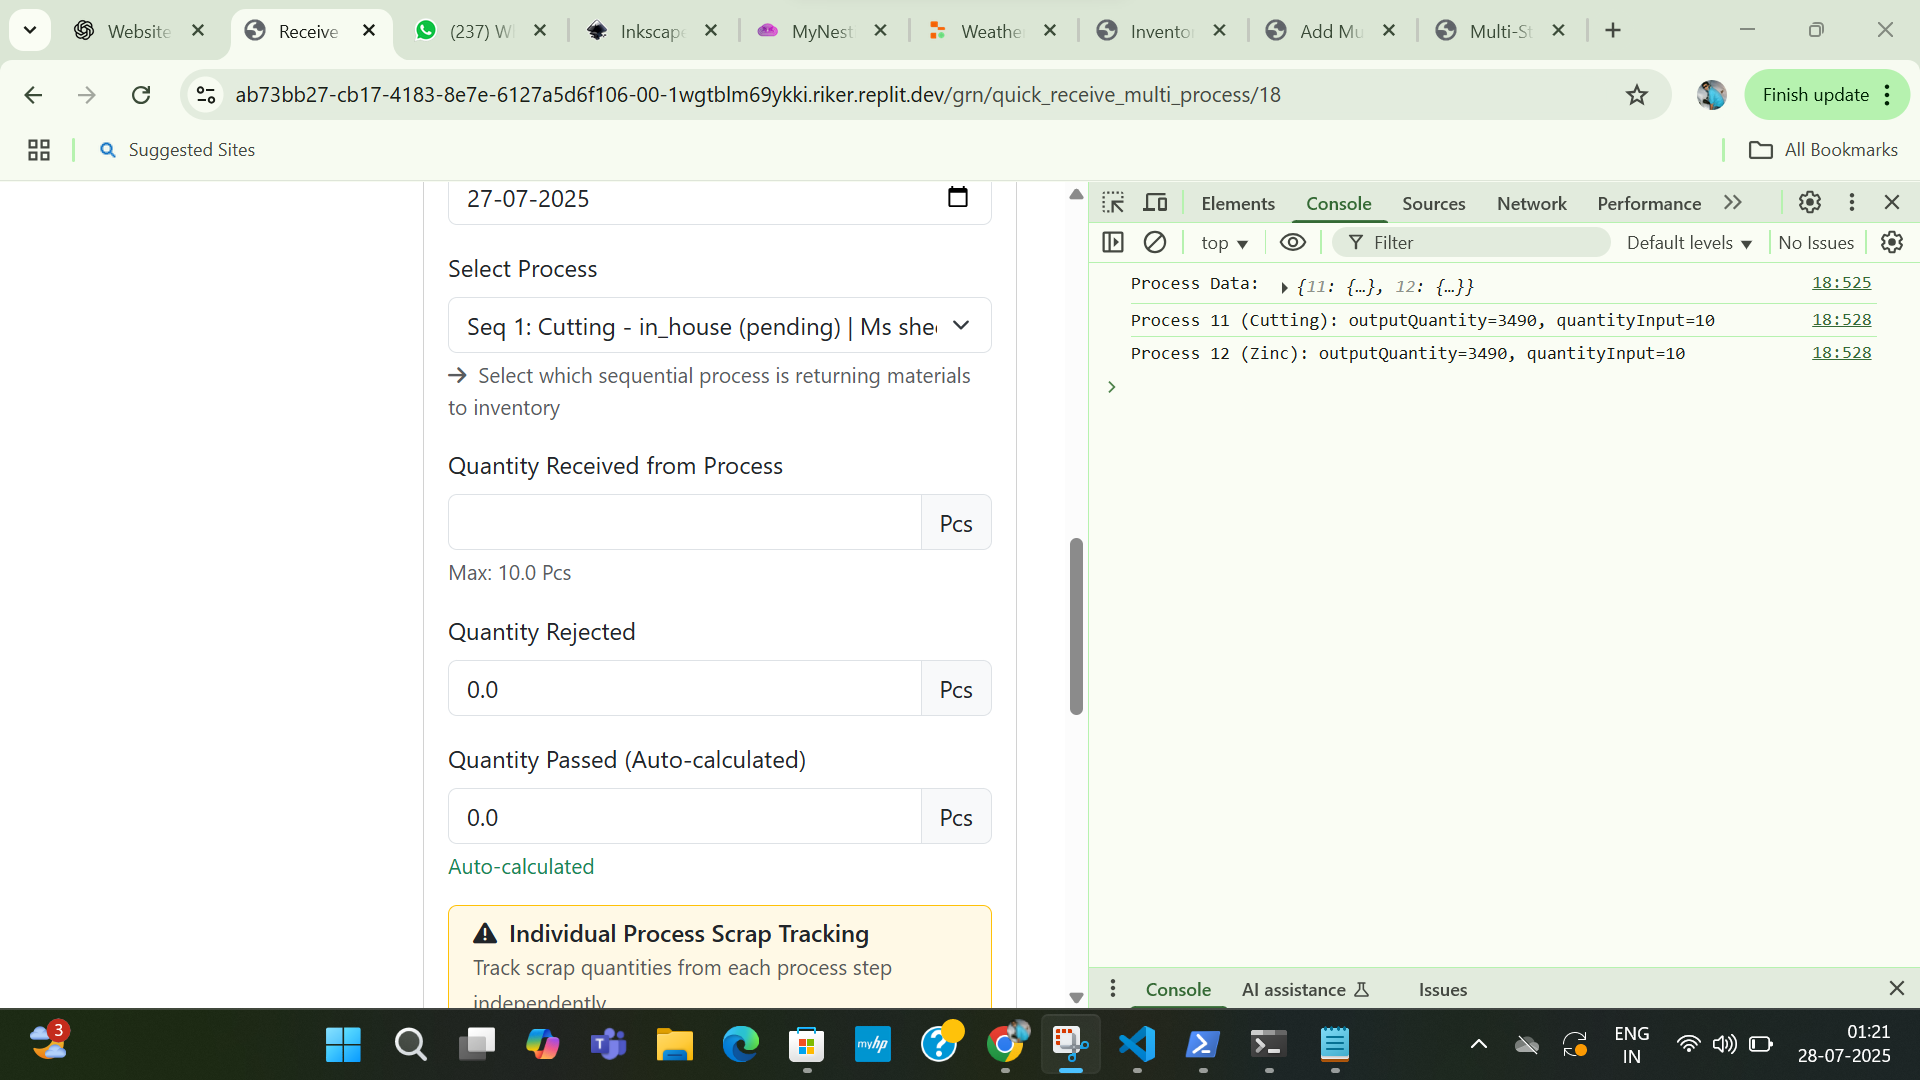 Website
Receive
(237) W
Inkscape
MyNest
Weather
Inventor
Add Mu
Multi-St
ab73bb27-cb17-4183-8e7e-6127a5d6f106-00-1wgtblm69ykki.riker.replit.dev/grn/quick_receive_multi_process/18
Finish update
Suggested Sites
All Bookmarks
27-07-2025
Select Process
Seq 1: Cutting - in_house (pending) | Ms shee
Select which sequential process is returning materials
to inventory
Quantity Received from Process
Pcs
Max: 10.0 Pcs
Quantity Rejected
0.0 Pcs
Quantity Passed (Auto-calculated)
0.0 Pcs
Auto-calculated
Individual Process Scrap Tracking
Track scrap quantities from each process step
independently
Elements Console Sources Network Performance
top Filter Default levels No Issues
Process Data: {11: {…}, 12: {…}} 18:525
Process 11 (Cutting): outputQuantity=3490, quantityInput=10 18:528
Process 12 (Zinc): outputQuantity=3490, quantityInput=10 18:528
Console AI assistance Issues
3
myhp
ENG
IN
01:21
28-07-2025